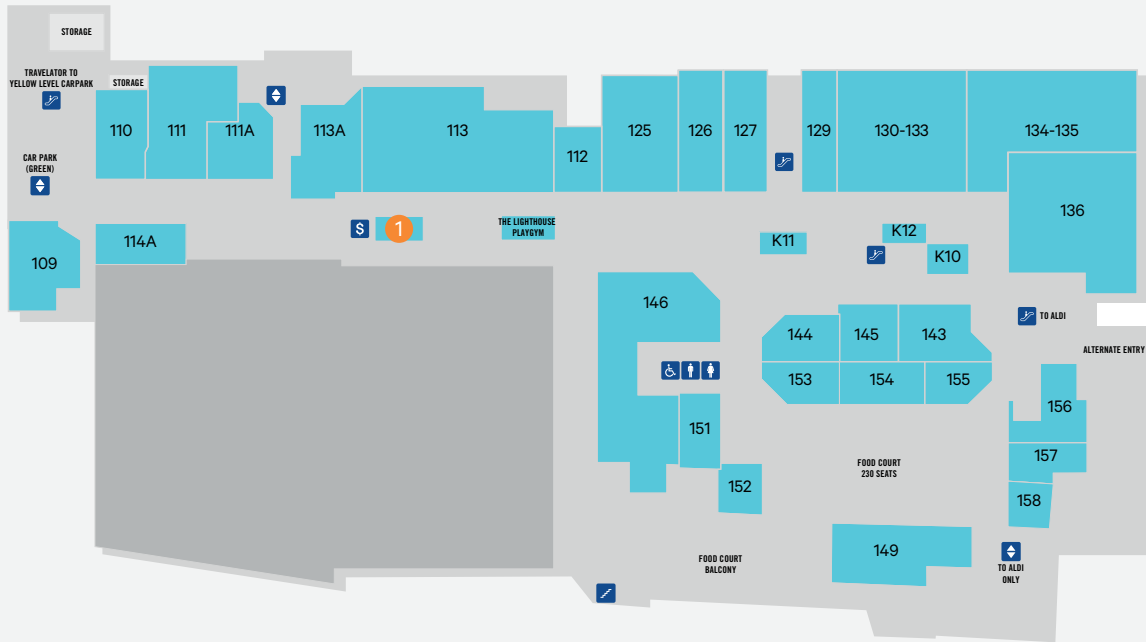 STORAGE
TRAVELATOR TO
YELLOW LEVEL CARPARK
STORAGE
110
111
111A
113A
113
112
125
126
127
129
130-133
134-135
136
CAR PARK
(GREEN)
109
114A
$
1
THE LIGHTHOUSE
PLAYGYM
K11
K12
K10
146
144
145
143
TO ALDI
ALTERNATE ENTRY
153
154
155
156
151
157
152
FOOD COURT
230 SEATS
158
149
FOOD COURT
BALCONY
TO ALDI
ONLY